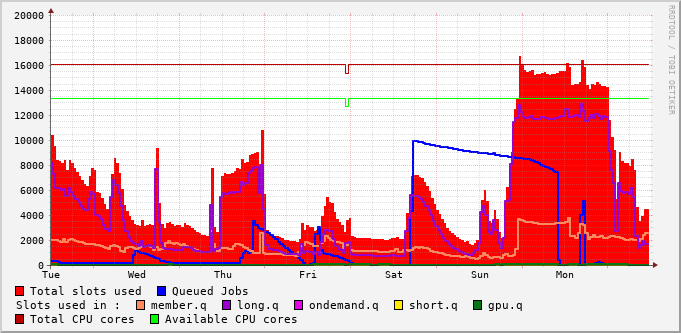 RRDTOOL / TOBI OETIKER
20000
18000
16000
14000
12000
10000
8000
6000
4000
2000
0
Tue Wed Thu Fri Sat Sun Mon
Total slots used Queued Jobs
Slots used in : member.q long.q ondemand.q short.q gpu.q
Total CPU cores Available CPU cores